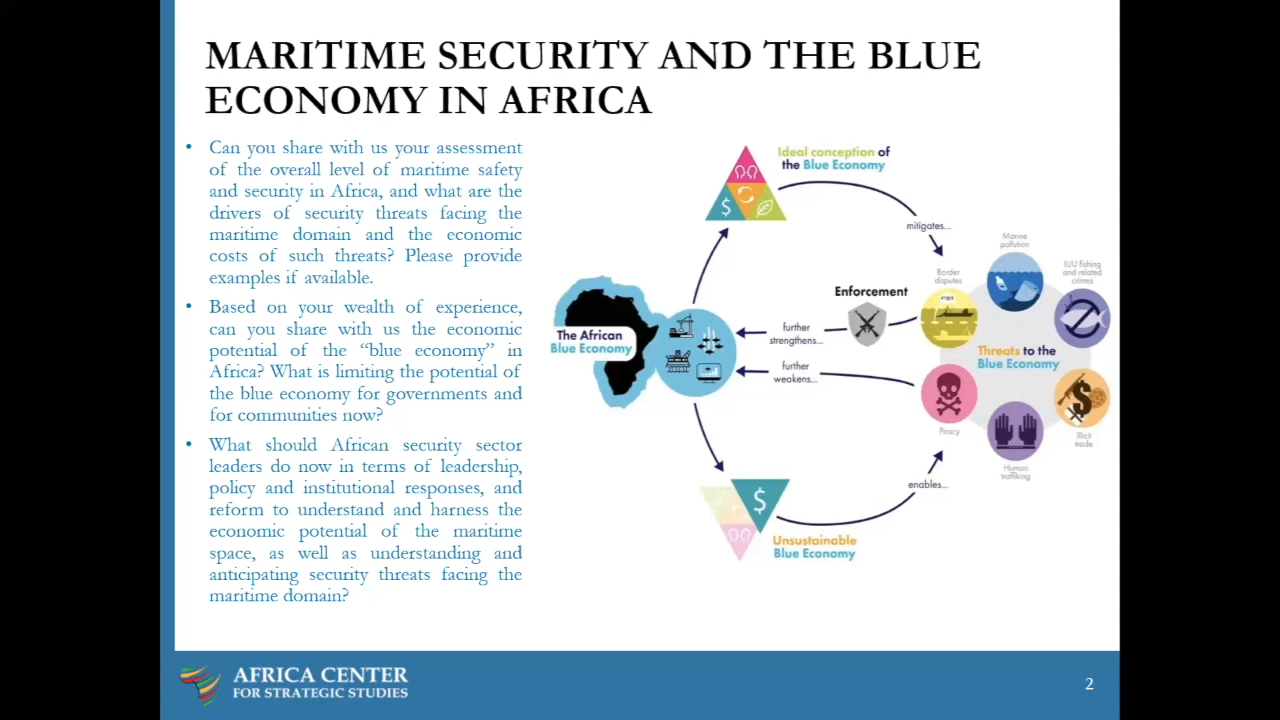 MARITIME SECURITY AND THE BLUE
ECONOMY IN AFRICA
• Can you share with us your assessment
of the overall level of maritime safety
and security in Africa, and what are the
drivers of security threats facing the
maritime domain and the economic
costs of such threats? Please provide
examples if available.
• Based on your wealth of experience,
can you share with us the economic
potential of the “blue economy” in
Africa? What is limiting the potential of
the blue economy for governments and
for communities now?
• What should African security sector
leaders do now in terms of leadership,
policy and institutional responses, and
reform to understand and harness the
economic potential of the maritime
space, as well as understanding and
anticipating security threats facing the
maritime domain?
Ideal conception of
the Blue Economy
mitigates...
Marine
pollution
Border
disputes
IUU fishing
and related
crimes
Enforcement
The African
Blue Economy
further
strengthens...
further
weakens...
Threats to the
Blue Economy
Piracy
Illicit
trade
Human
traffiking
enables...
$
$
$
Unsustainable
Blue Economy
AFRICA CENTER
FOR STRATEGIC STUDIES
2